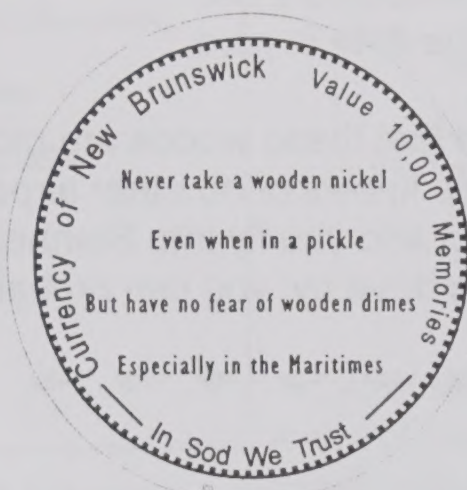 Currency of New Brunswick Value 10,000 Memories
Never take a wooden nickel
Even when in a pickle
But have no fear of wooden dimes
Especially in the Maritimes
In Sod We Trust